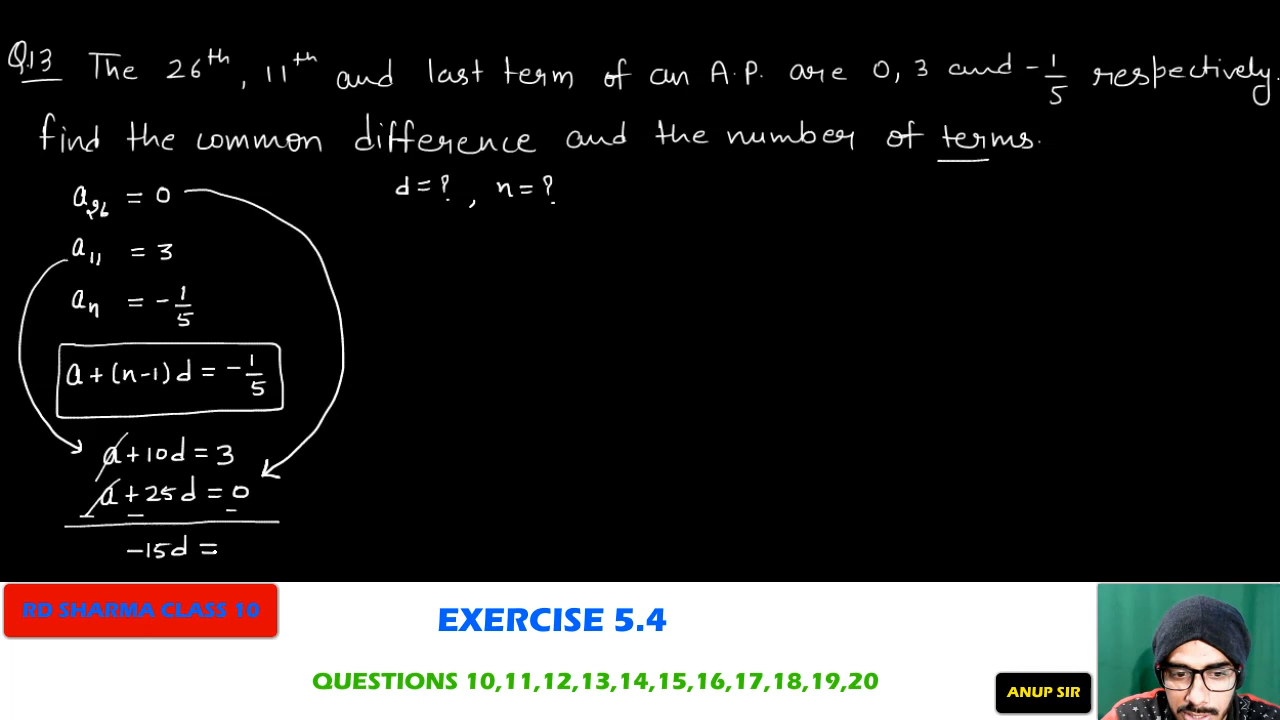 Q.13 The 26th, 11th and last term of an A.P. are 0, 3 and -1/5 respectively.
find the common difference and the number of terms.
d = ?, n = ?
a26 = 0
a11 = 3
an = -1/5
a + (n-1)d = -1/5
a + 10d = 3
a + 25d = 0
- - -
-15d =
RD SHARMA CLASS 10
EXERCISE 5.4
QUESTIONS 10,11,12,13,14,15,16,17,18,19,20
ANUP SIR